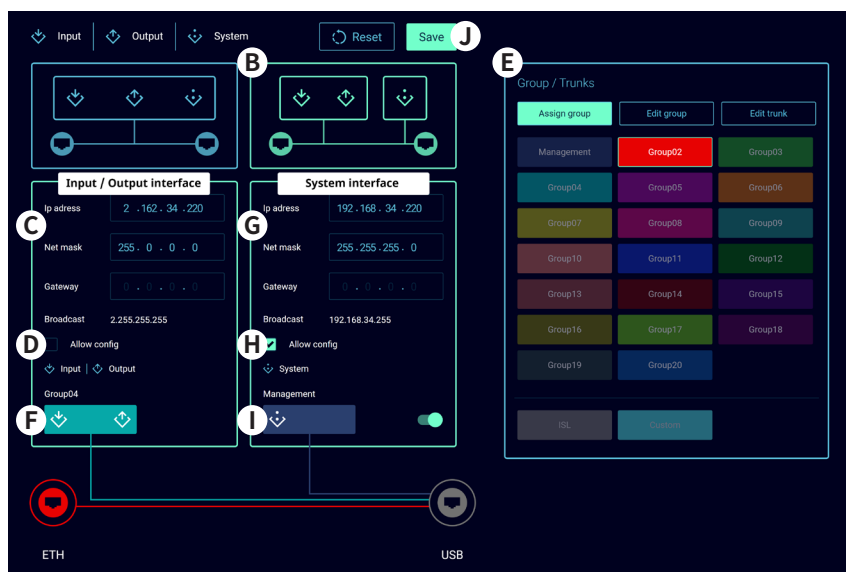 Input Output System Reset Save J
B
E
Group / Trunks
Assign group Edit group Edit trunk
Management Group02 Group03
Group04 Group05 Group06
Group07 Group08 Group09
Group10 Group11 Group12
Group13 Group14 Group15
Group16 Group17 Group18
Group19 Group20
ISL Custom
Input / Output interface
C
Ip adress 2 .162. 34 .220
Net mask 255. 0 . 0 . 0
Gateway 0 . 0 . 0 . 0
Broadcast 2.255.255.255
D Allow config
Input Output
Group04
F
System interface
G
Ip adress 192.168. 34 .220
Net mask 255.255.255. 0
Gateway 0 . 0 . 0 . 0
Broadcast 192.168.34.255
H Allow config
System
Management
I
ETH USB